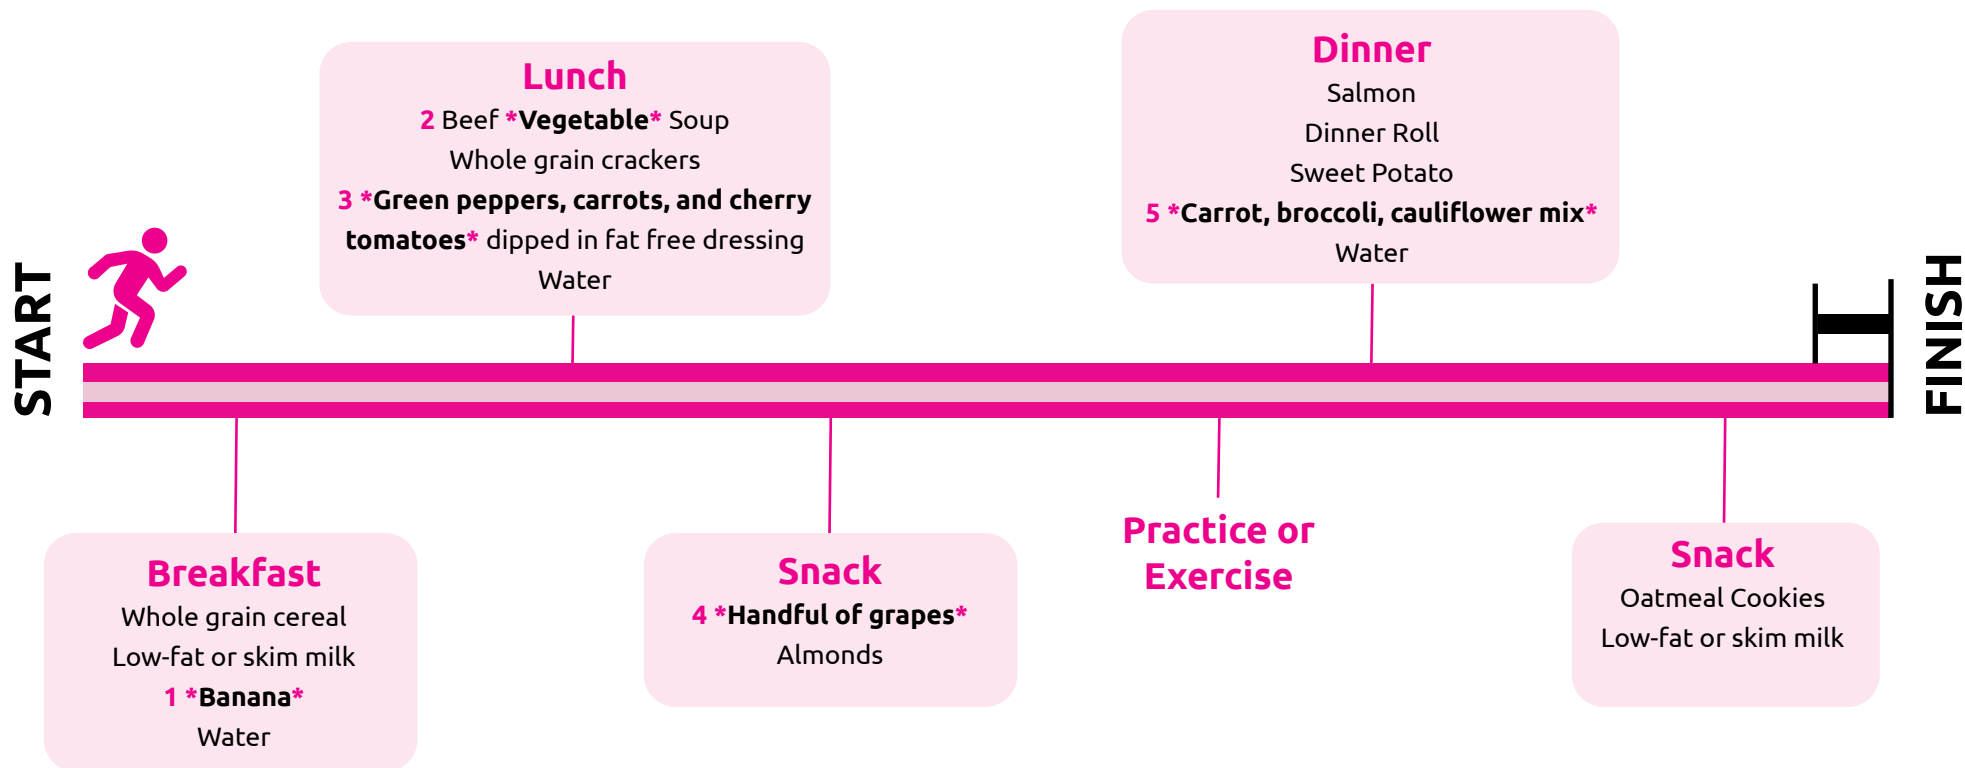 START
Breakfast
Whole grain cereal
Low-fat or skim milk
1 *Banana*
Water
Lunch
2 Beef *Vegetable* Soup
Whole grain crackers
3 *Green peppers, carrots, and cherry
tomatoes* dipped in fat free dressing
Water
Snack
4 *Handful of grapes*
Almonds
Practice or
Exercise
Dinner
Salmon
Dinner Roll
Sweet Potato
5 *Carrot, broccoli, cauliflower mix*
Water
Snack
Oatmeal Cookies
Low-fat or skim milk
FINISH